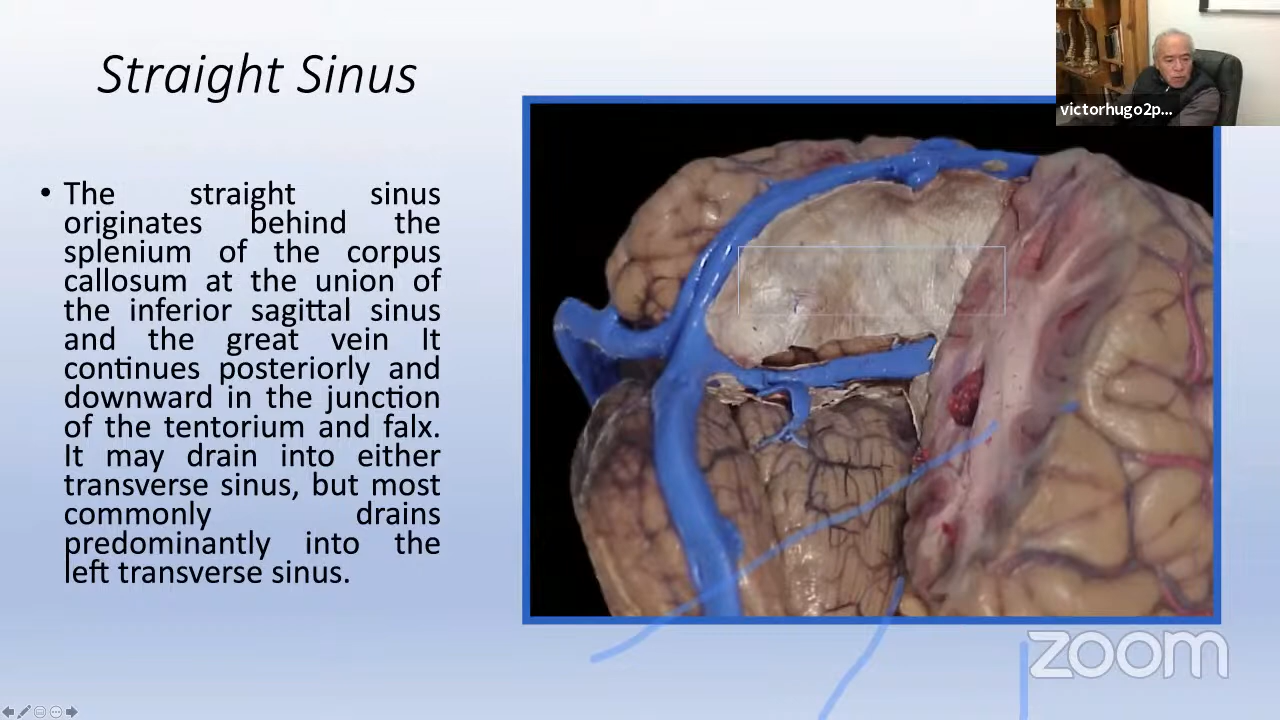 Straight Sinus
victorhugo2p...
• The straight sinus
originates behind the
splenium of the corpus
callosum at the union of
the inferior sagittal sinus
and the great vein It
continues posteriorly and
downward in the junction
of the tentorium and falx.
It may drain into either
transverse sinus, but most
commonly drains
predominantly into the
left transverse sinus.
zoom